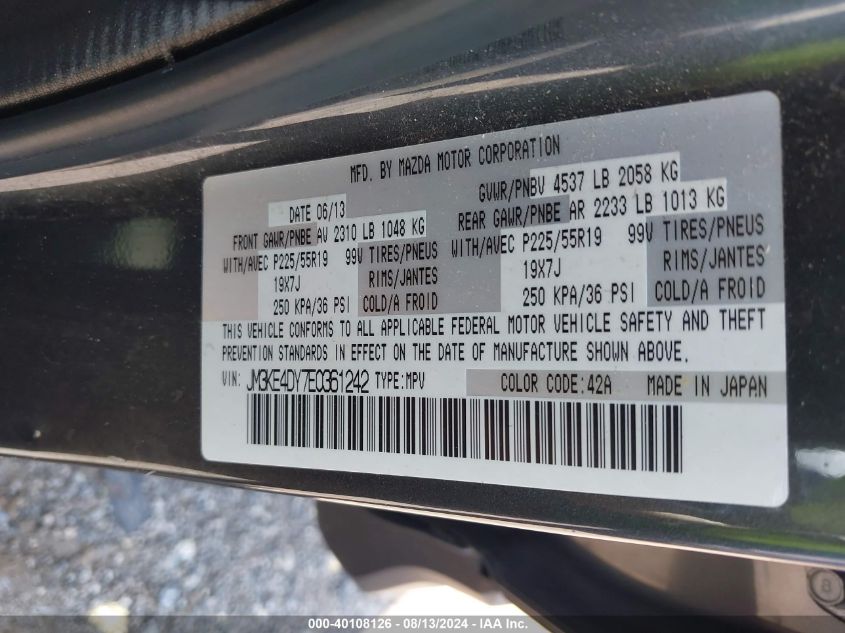 MFD. BY MAZDA MOTOR CORPORATION
DATE 06/13 GVWR/PNBV 4537 LB 2058 KG
FRONT GAWR/PNBE AV 2310 LB 1048 KG REAR GAWR/PNBE AR 2233 LB 1013 KG
WITH/AVEC P225/55R19 99V TIRES/PNEUS WITH/AVEC P225/55R19 99V TIRES/PNEUS
19X7J RIMS/JANTES 19X7J RIMS/JANTES
250 KPA/36 PSI COLD/A FROID 250 KPA/36 PSI COLD/A FROID
THIS VEHICLE CONFORMS TO ALL APPLICABLE FEDERAL MOTOR VEHICLE SAFETY AND THEFT
PREVENTION STANDARDS IN EFFECT ON THE DATE OF MANUFACTURE SHOWN ABOVE.
VIN: JM3KE4DY7E0361242 TYPE:MPV COLOR CODE:42A MADE IN JAPAN
8
000-40108126 - 08/13/2024 - IAA Inc.